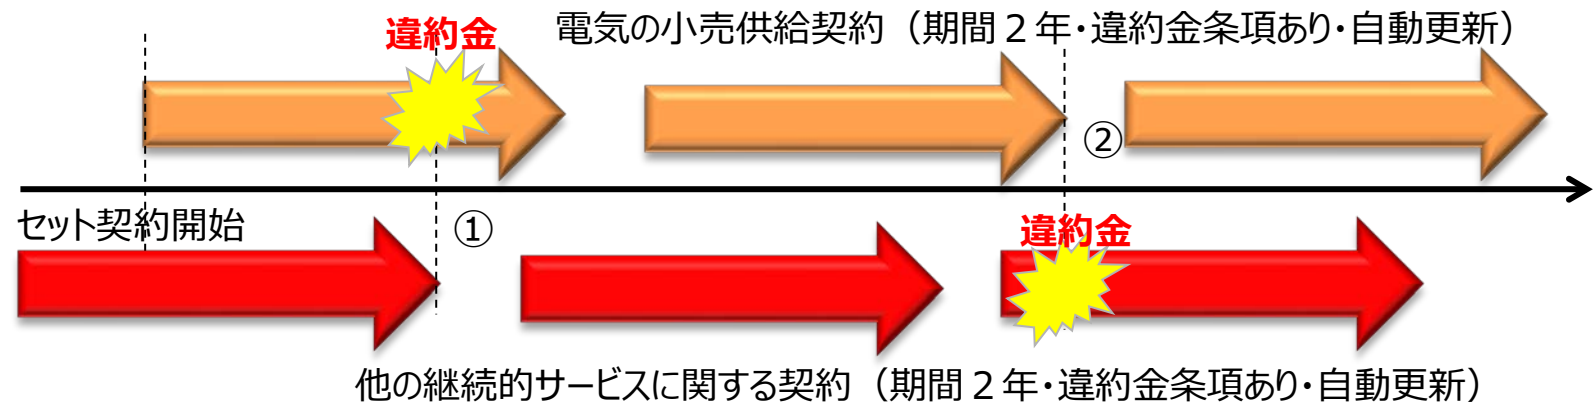 違約金
電気の小売供給契約（期間２年・違約金条項あり・自動更新）
②
セット契約開始
①
違約金
他の継続的サービスに関する契約（期間２年・違約金条項あり・自動更新）